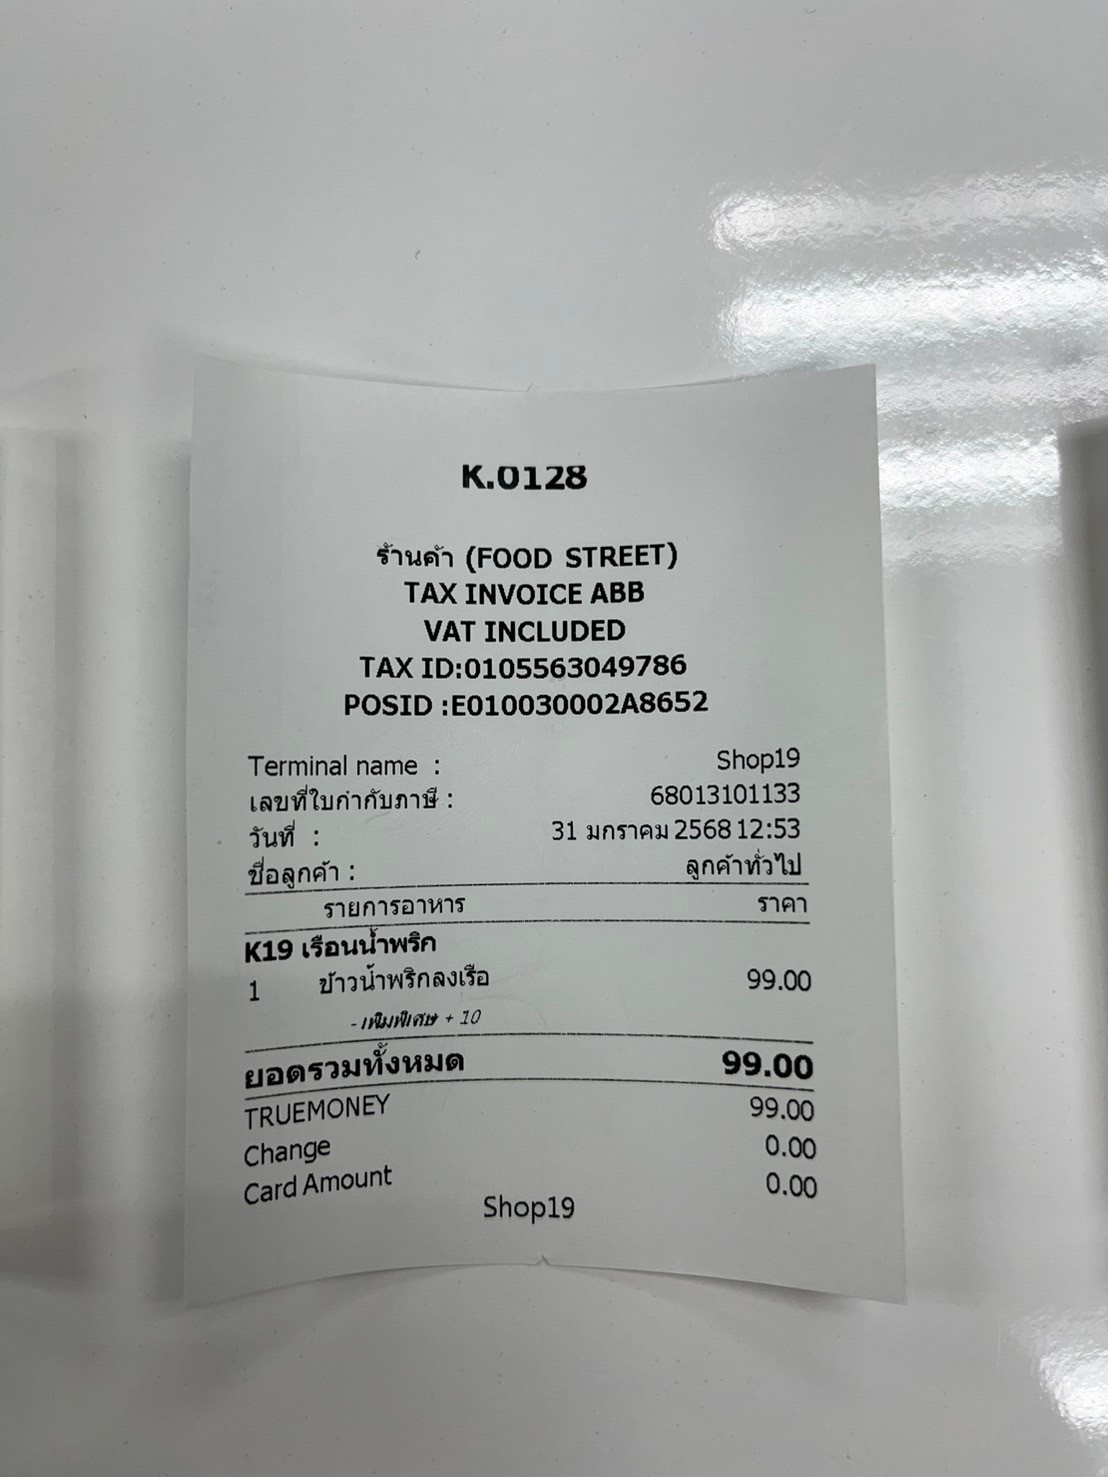 K.0128
ร้านค้า (FOOD STREET)
TAX INVOICE ABB
VAT INCLUDED
TAX ID:0105563049786
POSID :E010030002A8652
Terminal name : Shop19
เลขที่ใบกำกับภาษี : 68013101133
วันที่ : 31 มกราคม 2568 12:53
ชื่อลูกค้า : ลูกค้าทั่วไป
รายการอาหาร ราคา
K19 เรือนน้ำพริก
1 ข้าวน้ำพริกลงเรือ 99.00
- เพิ่มพิเศษ + 10
ยอดรวมทั้งหมด 99.00
TRUEMONEY 99.00
Change 0.00
Card Amount 0.00
Shop19